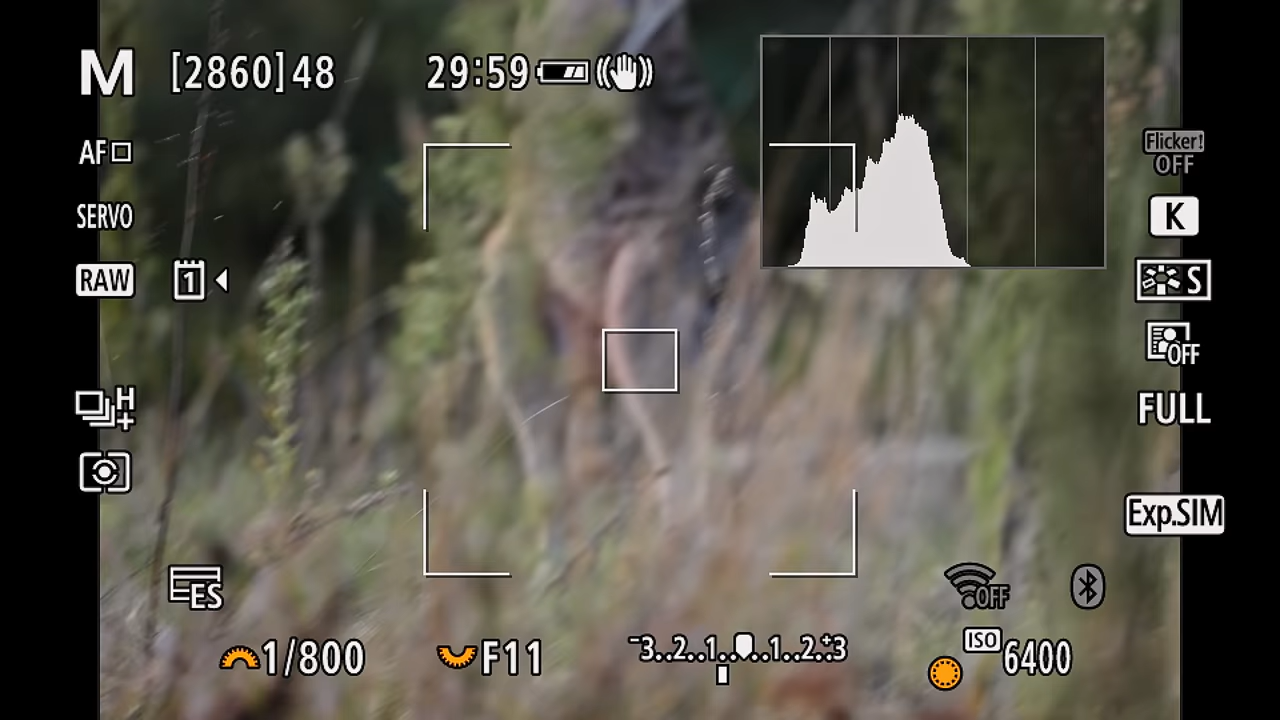 M [2860]48 29:59
Flicker!
OFF
AF
SERVO
K
RAW 1
S
OFF
H
+
FULL
Exp.SIM
ES
OFF
1/800 F11 -3..2..1....1..2..+3 ISO 6400